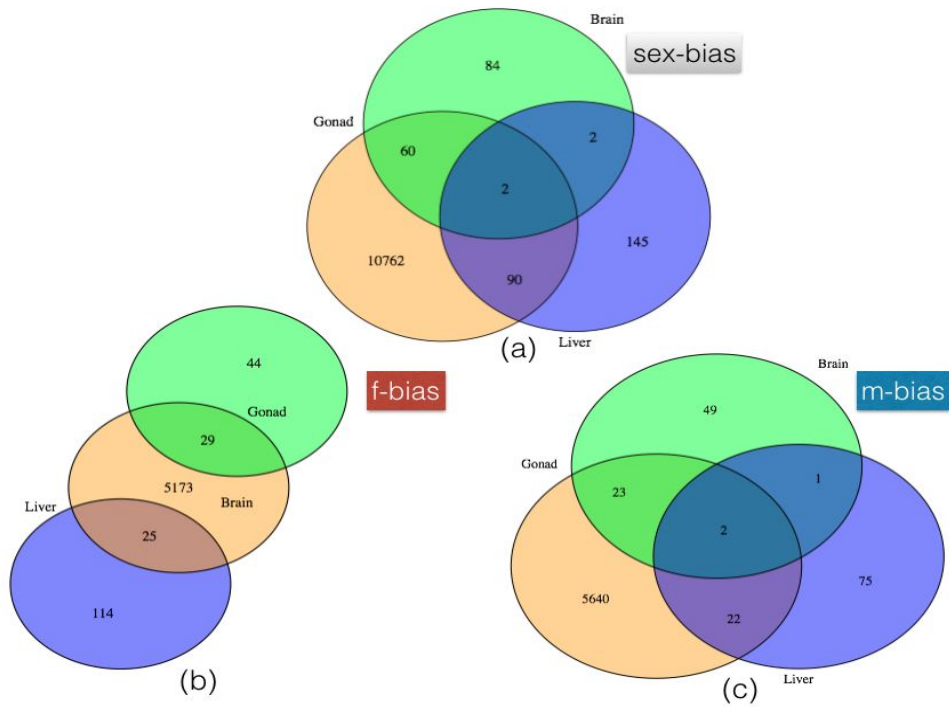 Brain
sex-bias
84
Gonad
60
2
2
145
10762
90
(a)
Liver
44
f-bias
Gonad
29
5173
Brain
Liver
25
114
(b)
Brain
m-bias
49
Gonad
23
1
2
75
5640
22
Liver
(c)